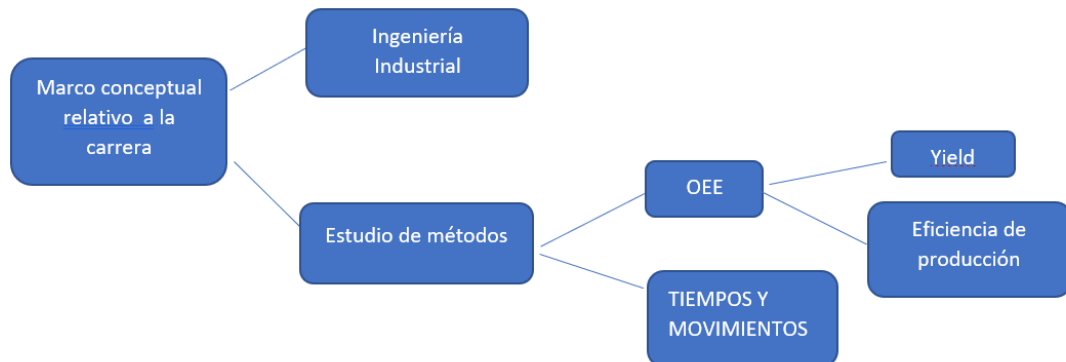 Marco conceptual
relativo  a la
carrera
Ingeniería
Industrial
Estudio de métodos
OEE
TIEMPOS Y
MOVIMIENTOS
Yield
Eficiencia de
producción